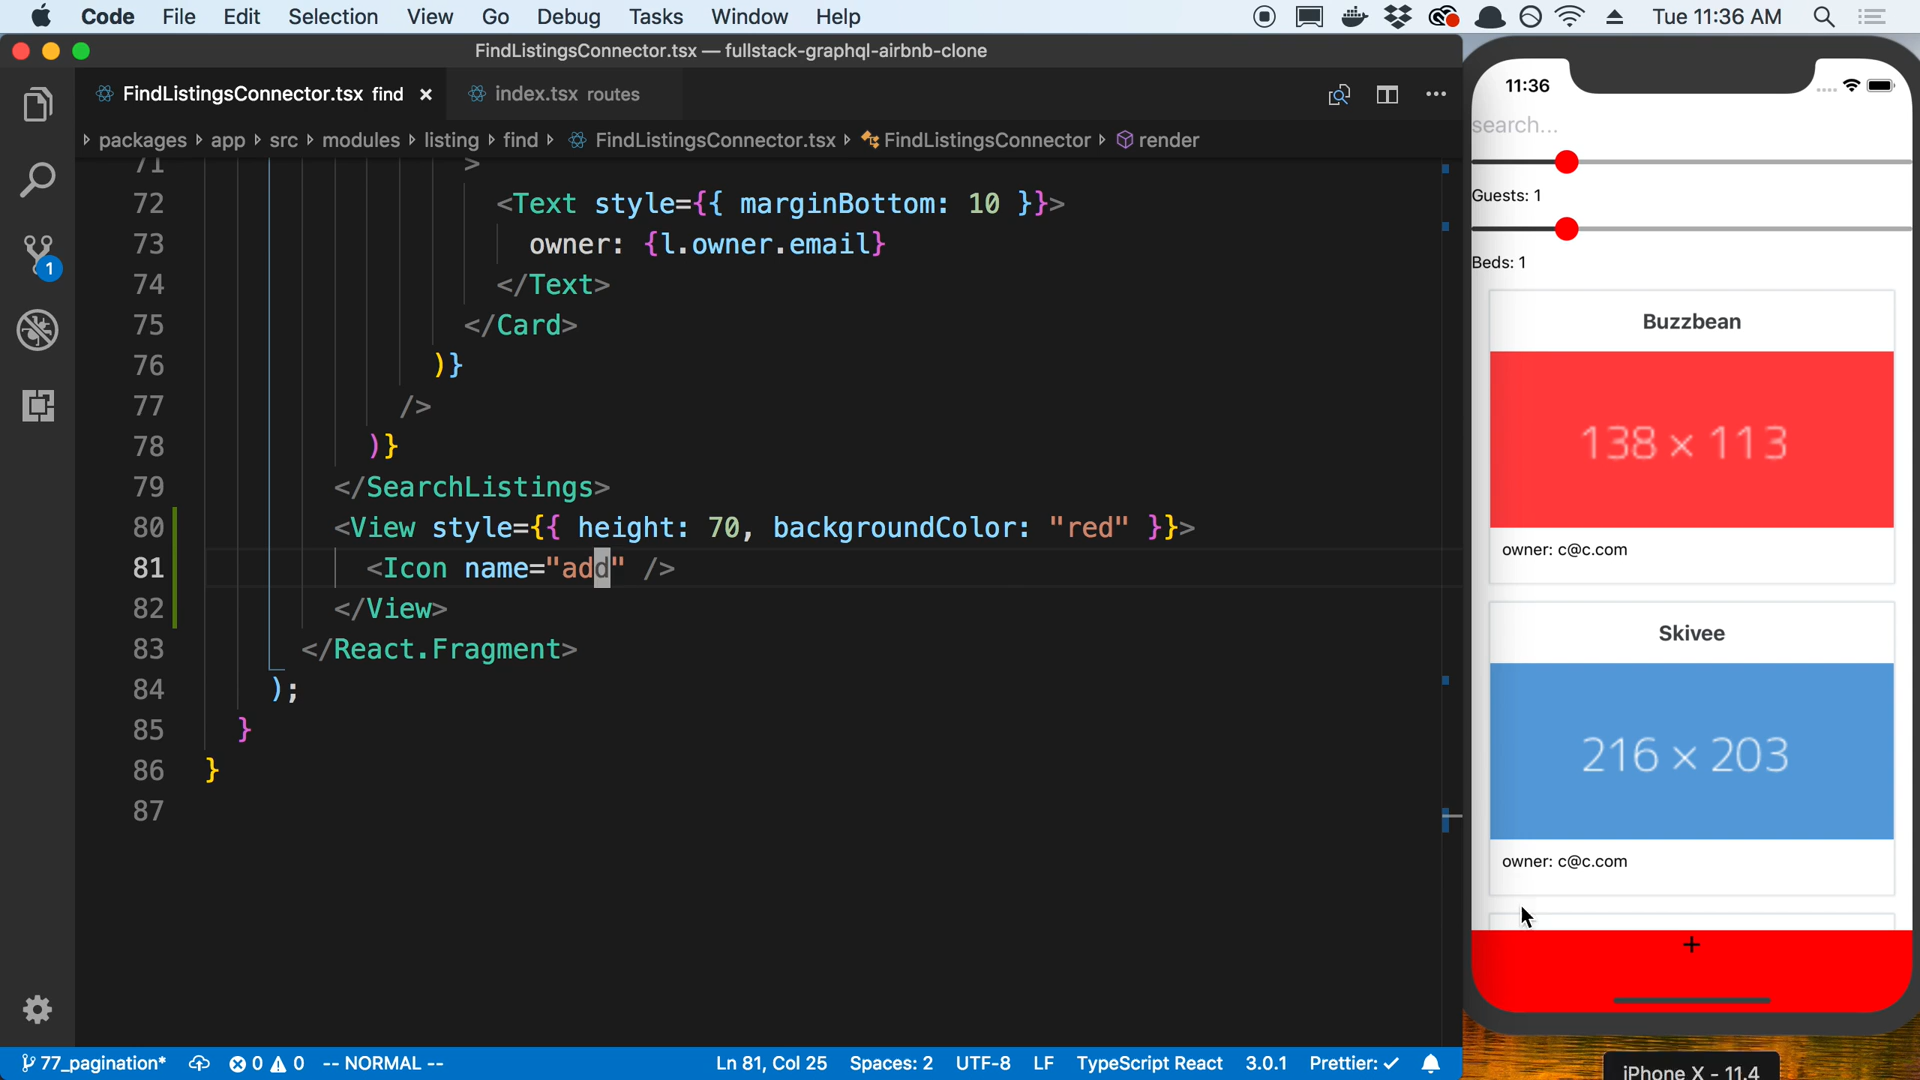 Code File Edit Selection View Go Debug Tasks Window Help Tue 11:36 AM
FindListingsConnector.tsx — fullstack-graphql-airbnb-clone
FindListingsConnector.tsx find × index.tsx routes
packages app src modules listing find FindListingsConnector.tsx FindListingsConnector render
71 >
72 <Text style={{ marginBottom: 10 }}>
73 owner: {l.owner.email}
74 </Text>
75 </Card>
76 )}
77 />
78 )}
79 </SearchListings>
80 <View style={{ height: 70, backgroundColor: "red" }}>
81 <Icon name="add" />
82 </View>
83 </React.Fragment>
84 );
85 }
86 }
87
1
77_pagination* 0 0 -- NORMAL -- Ln 81, Col 25 Spaces: 2 UTF-8 LF TypeScript React 3.0.1 Prettier: ✓
11:36
search...
Guests: 1
Beds: 1
Buzzbean
138 × 113
owner: c@c.com
Skivee
216 × 203
owner: c@c.com
+
iPhone X - 11.4